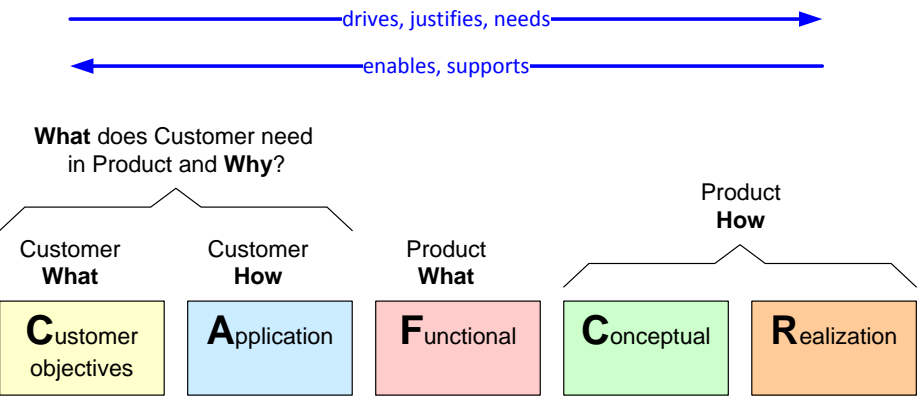 drives, justifies, needs
enables, supports
What does Customer need
in Product and Why?
Product
How
Customer
What
Customer
How
Product
What
Customer
objectives
Application
Functional
Conceptual
Realization